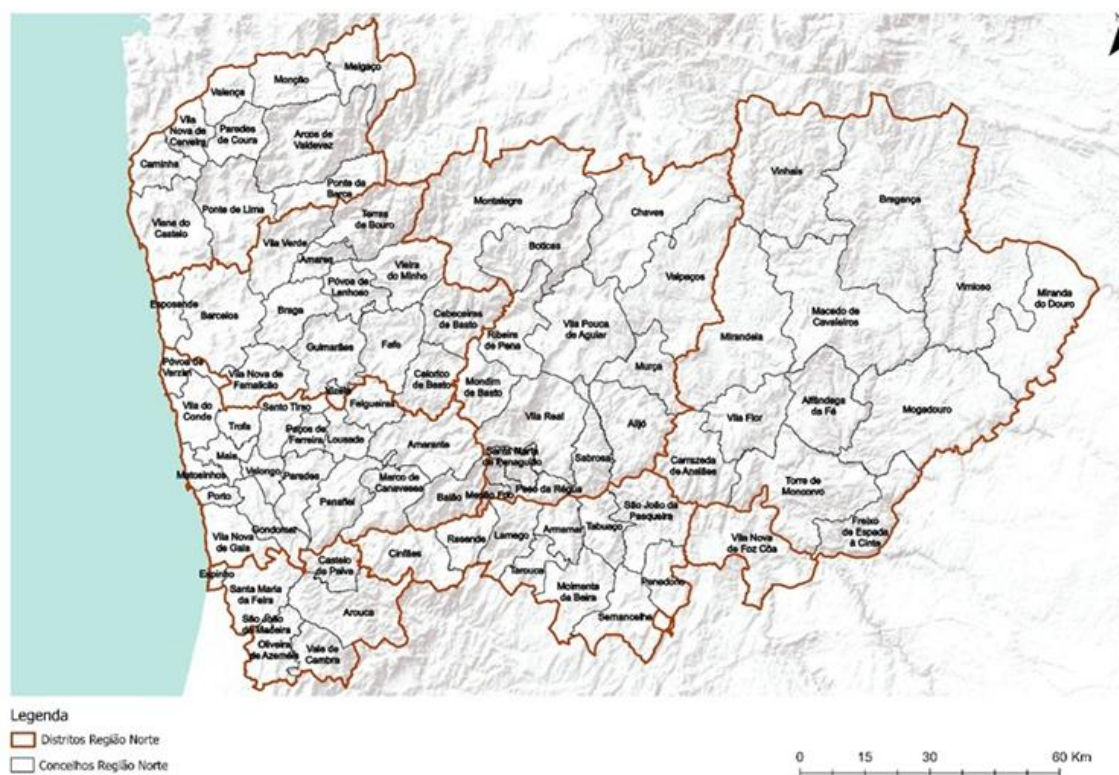 Melgaço
Monção
Valença
Vila
Nova de
Cerveira
Paredes
de Coura
Arcos de
Valdevez
Caminha
Ponte da
Barca
Viana do
Castelo
Ponte de Lima
Terras
de Bouro
Vila Verde
Amares
Vieira
do Minho
Póvoa de
Lanhoso
Montalegre
Chaves
Boticas
Valpaços
Vinhais
Bragança
Vimioso
Miranda
do Douro
Esposende
Barcelos
Braga
Cabeceiras
de Basto
Ribeira
de Pena
Vila Pouca
de Aguiar
Mirandela
Macedo de
Cavaleiros
Guimarães
Fafe
Celorico
de Basto
Mondim
de Basto
Murça
Póvoa de
Varzim
Vila Nova de
Famalicão
Vizela
Felgueiras
Vila do
Conde
Santo Tirso
Trofa
Paços de
Ferreira
Lousada
Amarante
Vila Real
Alijó
Sabrosa
Vila Flor
Alfândega
da Fé
Mogadouro
Maia
Matosinhos
Valongo
Paredes
Penafiel
Marco de
Canaveses
Baião
Santa Marta
de Penaguião
Mesão Frio
Peso da Régua
Carrazeda
de Ansiães
Torre de
Moncorvo
Freixo
de Espada
à Cinta
Porto
Gondomar
Vila Nova
de Gaia
Espinho
Castelo
de Paiva
Cinfães
Resende
Lamego
Armamar
Tabuaço
São João da
Pesqueira
Vila Nova
de Foz Côa
Tarouca
Moimenta
da Beira
Penedono
Sernancelhe
Santa Maria
da Feira
Arouca
São João
da Madeira
Oliveira
de Azeméis
Vale de
Cambra
Legenda
Distritos Região Norte
Concelhos Região Norte
0 15 30 60 Km